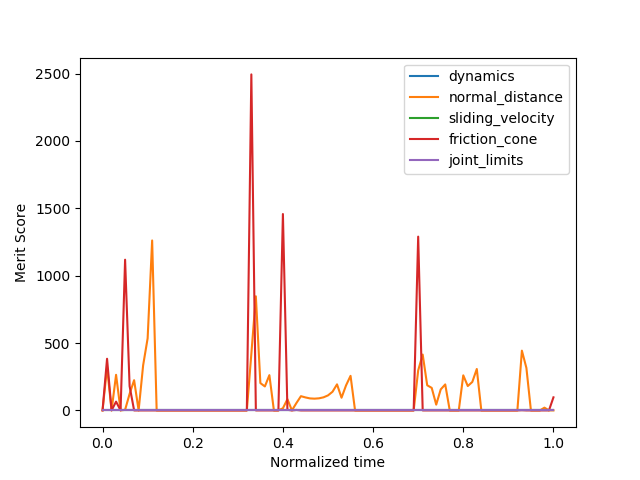 2500
2000
1500
1000
500
0
Merit Score
0.0 0.2 0.4 0.6 0.8 1.0
Normalized time
dynamics
normal_distance
sliding_velocity
friction_cone
joint_limits